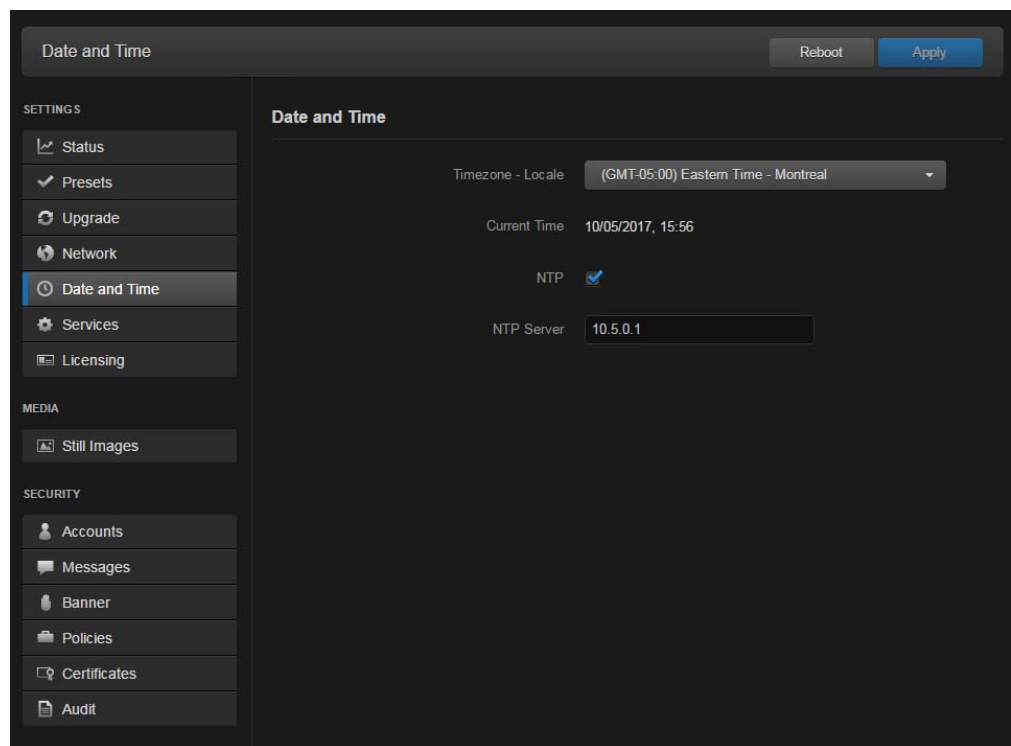 Date and Time
Reboot
Apply
SETTINGS
Status
Presets
Upgrade
Network
Date and Time
Services
Licensing
MEDIA
Still Images
SECURITY
Accounts
Messages
Banner
Policies
Certificates
Audit
Date and Time
Timezone - Locale (GMT-05:00) Eastern Time - Montreal
Current Time 10/05/2017, 15:56
NTP
NTP Server 10.5.0.1